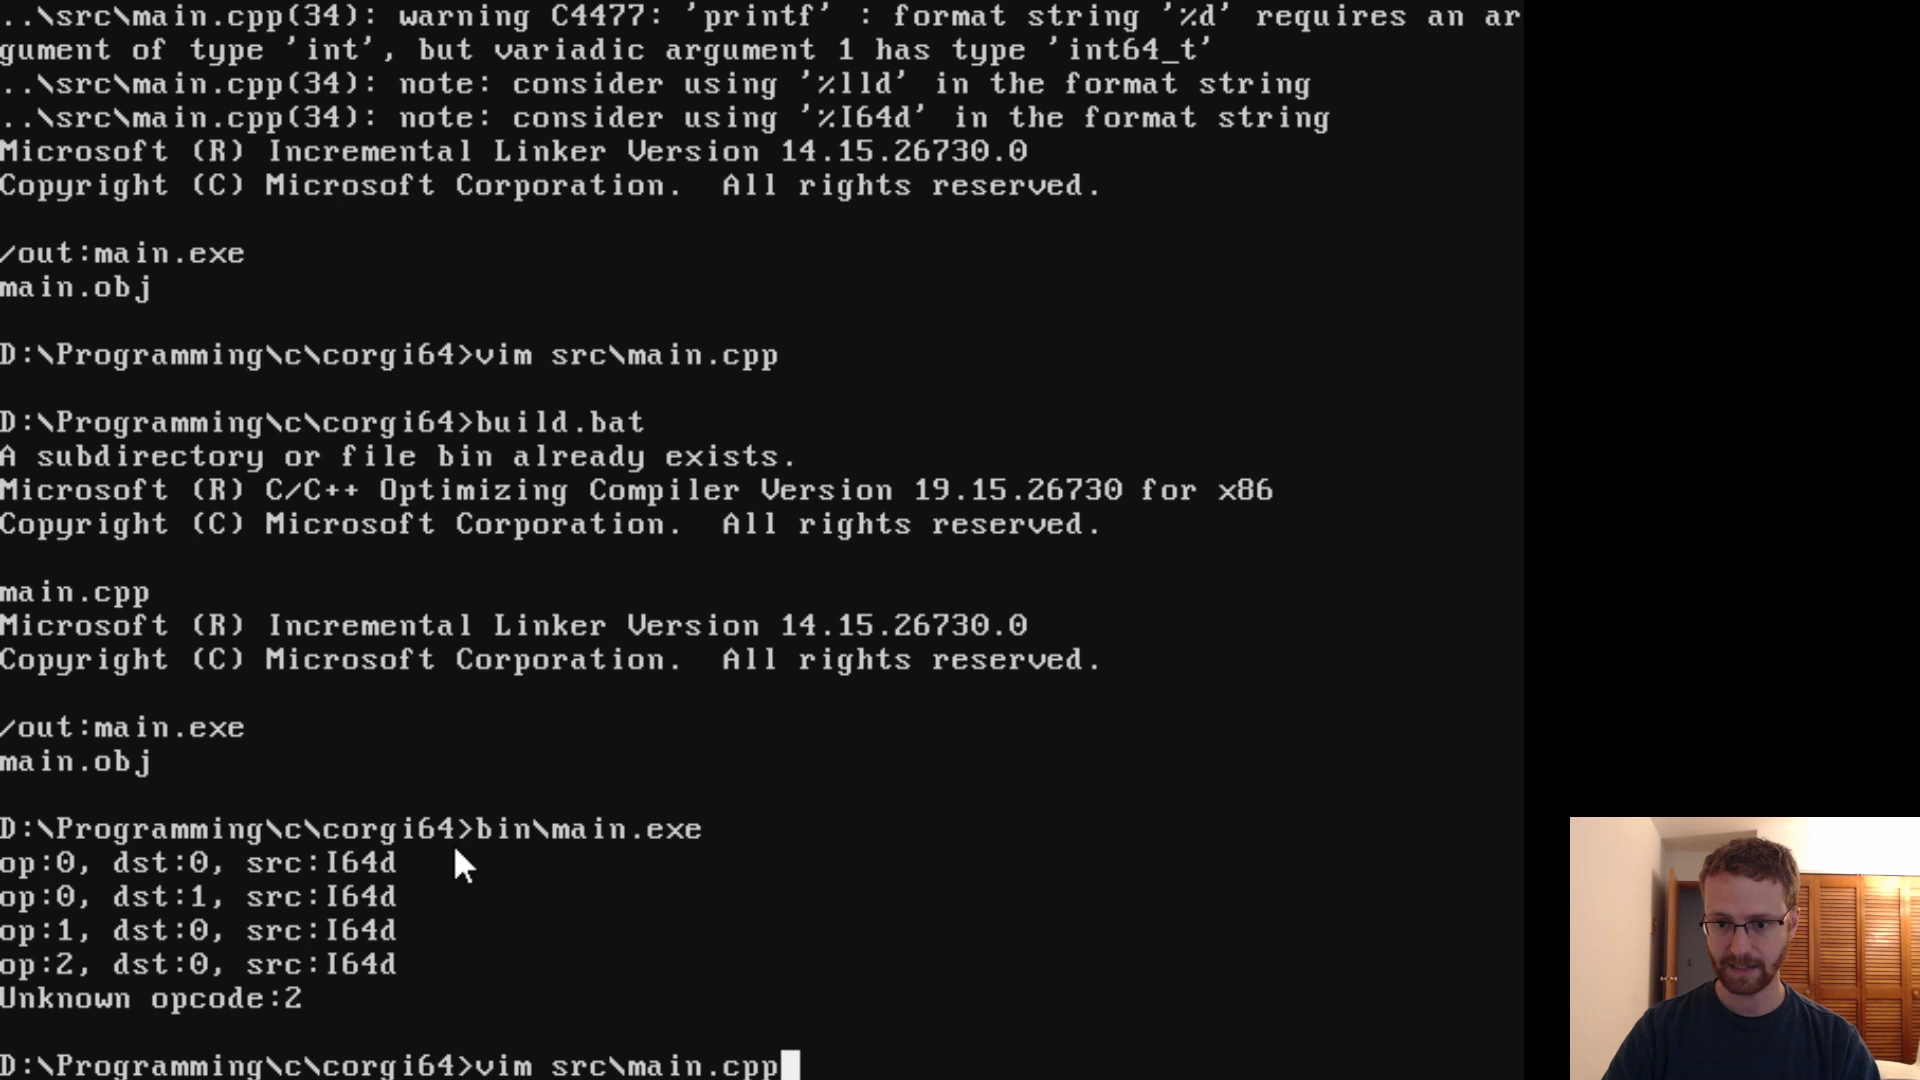 ..\src\main.cpp(34): warning C4477: 'printf' : format string '%d' requires an ar
gument of type 'int', but variadic argument 1 has type 'int64_t'
..\src\main.cpp(34): note: consider using '%lld' in the format string
..\src\main.cpp(34): note: consider using '%I64d' in the format string
Microsoft (R) Incremental Linker Version 14.15.26730.0
Copyright (C) Microsoft Corporation.  All rights reserved.
/out:main.exe
main.obj
D:\Programming\c\corgi64>vim src\main.cpp
D:\Programming\c\corgi64>build.bat
A subdirectory or file bin already exists.
Microsoft (R) C/C++ Optimizing Compiler Version 19.15.26730 for x86
Copyright (C) Microsoft Corporation.  All rights reserved.
main.cpp
Microsoft (R) Incremental Linker Version 14.15.26730.0
Copyright (C) Microsoft Corporation.  All rights reserved.
/out:main.exe
main.obj
D:\Programming\c\corgi64>bin\main.exe
op:0, dst:0, src:I64d
op:0, dst:1, src:I64d
op:1, dst:0, src:I64d
op:2, dst:0, src:I64d
Unknown opcode:2
D:\Programming\c\corgi64>vim src\main.cpp